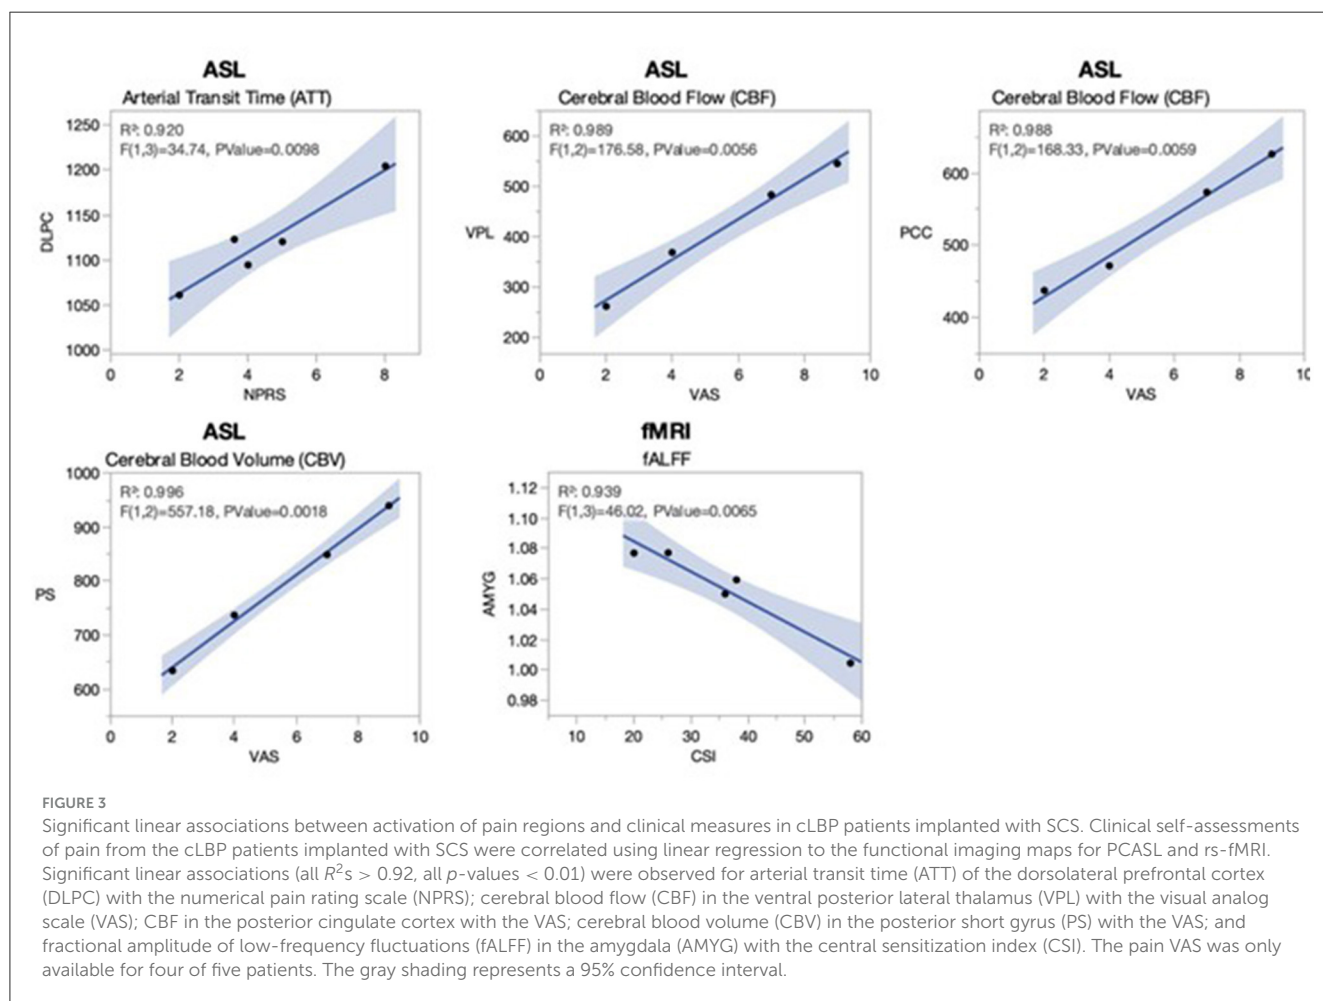 ASL
Arterial Transit Time (ATT)
R²: 0.920
F(1,3)=34.74, PValue=0.0098
1250
1200
1150
1100
1050
1000
DLPC
0 2 4 6 8
NPRS
ASL
Cerebral Blood Flow (CBF)
R²: 0.989
F(1,2)=176.58, PValue=0.0056
600
500
400
300
200
VPL
0 2 4 6 8 10
VAS
ASL
Cerebral Blood Flow (CBF)
R²: 0.988
F(1,2)=168.33, PValue=0.0059
600
500
400
PCC
0 2 4 6 8 10
VAS
ASL
Cerebral Blood Volume (CBV)
R²: 0.996
F(1,2)=557.18, PValue=0.0018
1000
900
800
700
600
PS
0 2 4 6 8 10
VAS
fMRI
fALFF
R²: 0.939
F(1,3)=46.02, PValue=0.0065
1.12
1.10
1.08
1.06
1.04
1.02
1.00
0.98
AMYG
10 20 30 40 50 60
CSI
FIGURE 3
Significant linear associations between activation of pain regions and clinical measures in cLBP patients implanted with SCS. Clinical self-assessments
of pain from the cLBP patients implanted with SCS were correlated using linear regression to the functional imaging maps for PCASL and rs-fMRI.
Significant linear associations (all R²s > 0.92, all p-values < 0.01) were observed for arterial transit time (ATT) of the dorsolateral prefrontal cortex
(DLPC) with the numerical pain rating scale (NPRS); cerebral blood flow (CBF) in the ventral posterior lateral thalamus (VPL) with the visual analog
scale (VAS); CBF in the posterior cingulate cortex with the VAS; cerebral blood volume (CBV) in the posterior short gyrus (PS) with the VAS; and
fractional amplitude of low-frequency fluctuations (fALFF) in the amygdala (AMYG) with the central sensitization index (CSI). The pain VAS was only
available for four of five patients. The gray shading represents a 95% confidence interval.